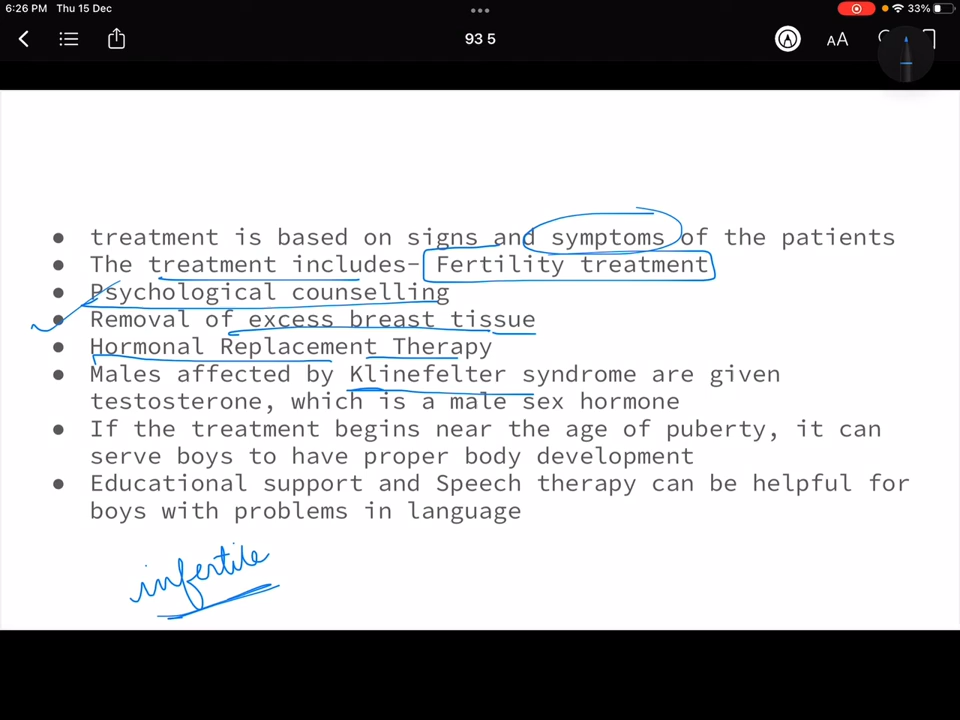 6:26 PM Thu 15 Dec
33%
93 5
AA
● treatment is based on signs and symptoms of the patients
● The treatment includes- Fertility treatment
● Psychological counselling
● Removal of excess breast tissue
● Hormonal Replacement Therapy
● Males affected by Klinefelter syndrome are given
testosterone, which is a male sex hormone
● If the treatment begins near the age of puberty, it can
serve boys to have proper body development
● Educational support and Speech therapy can be helpful for
boys with problems in language
infertile